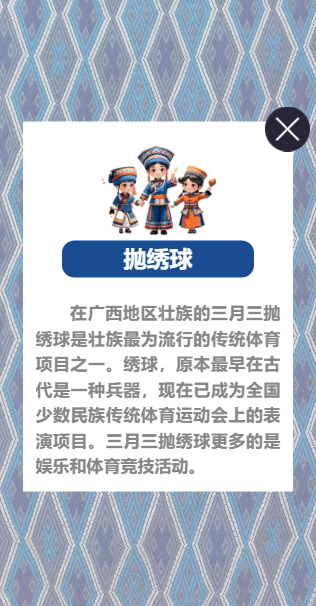 抛绣球
在广西地区壮族的三月三抛
绣球是壮族最为流行的传统体育
项目之一。绣球，原本最早在古
代是一种兵器，现在已成为全国
少数民族传统体育运动会上的表
演项目。三月三抛绣球更多的是
娱乐和体育竞技活动。